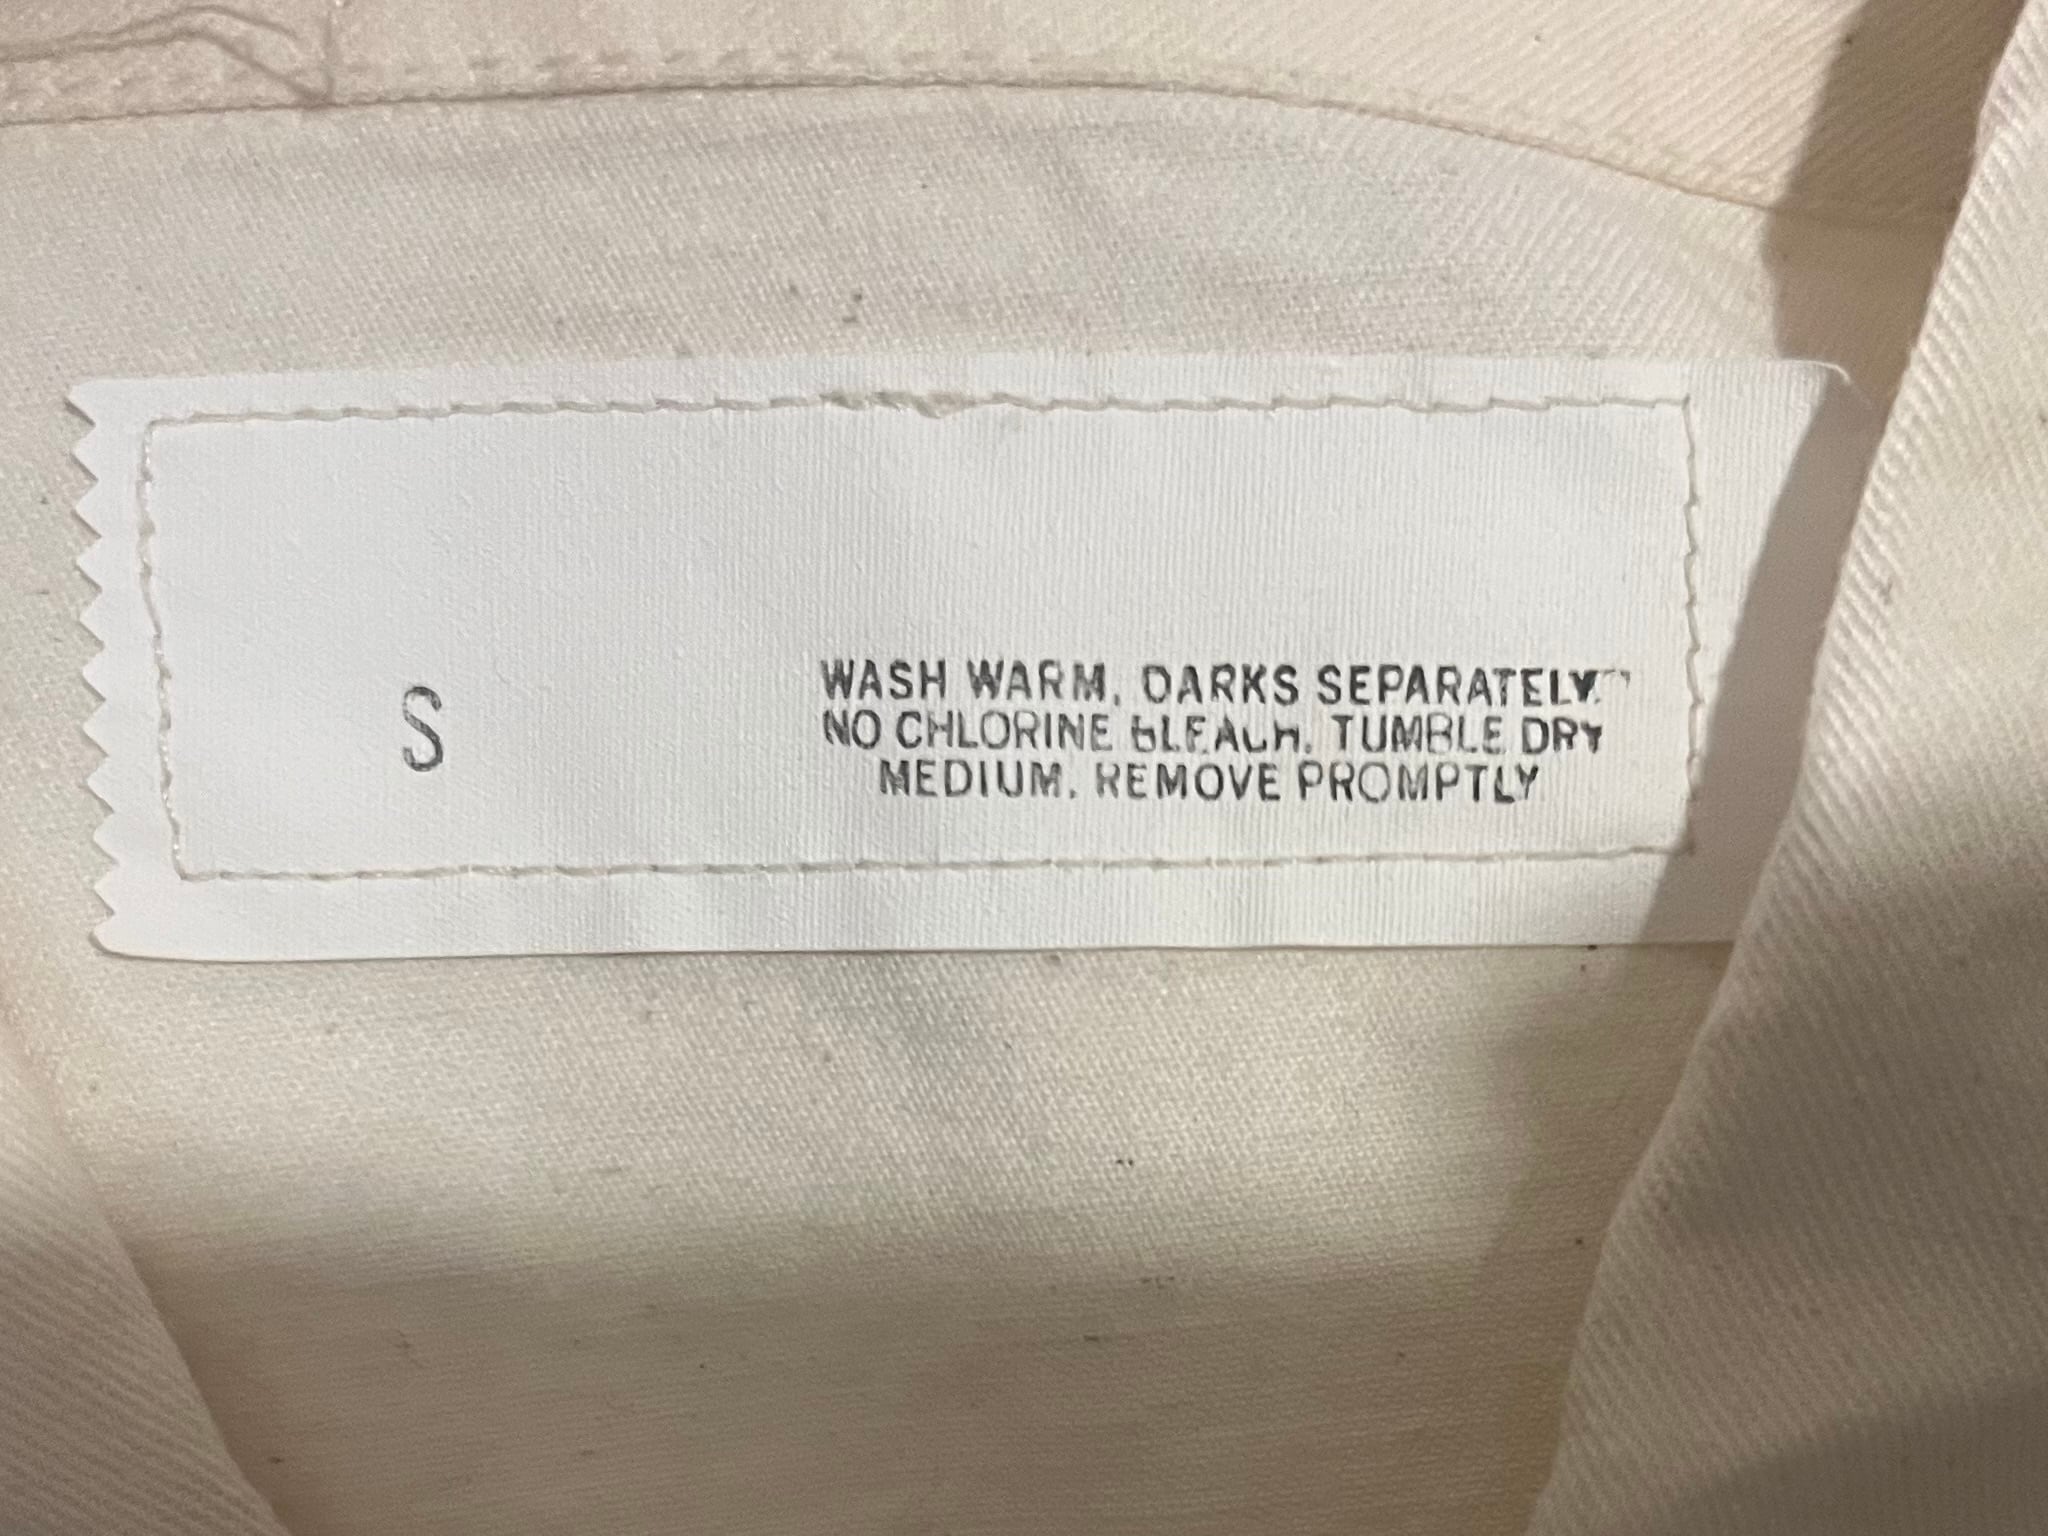 S
WASH WARM, DARKS SEPARATELY.
NO CHLORINE BLEACH. TUMBLE DRY
MEDIUM. REMOVE PROMPTLY